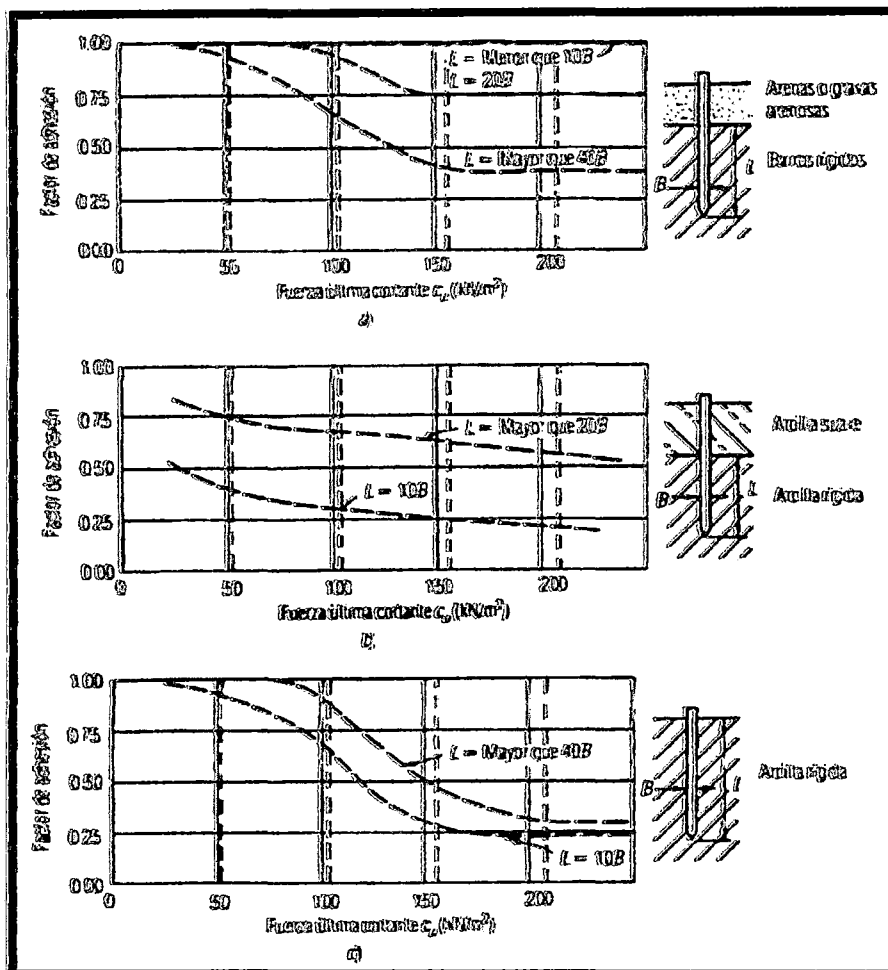 1.00
0.75
0.50
0.25
0.00
Factor de adhesión
L = Menor que 10B
L = 20B
L = Mayor que 40B
0
50
100
150
200
Fuerza última cortante cᵤ (kN/m²)
a)
Arenas o gravas
arenosas
B
L
rígidos
1.00
0.75
0.50
0.25
0.00
Factor de adhesión
L = Mayor que 20B
L = 10B
0
50
100
150
200
Fuerza última cortante cᵤ (kN/m²)
b)
Arcilla suave
B
L
Arcilla rígida
1.00
0.75
0.50
0.25
0.00
Factor de adhesión
L = Mayor que 40B
L = 10B
0
50
100
150
200
Fuerza última cortante cᵤ (kN/m²)
B
L
Arcilla rígida